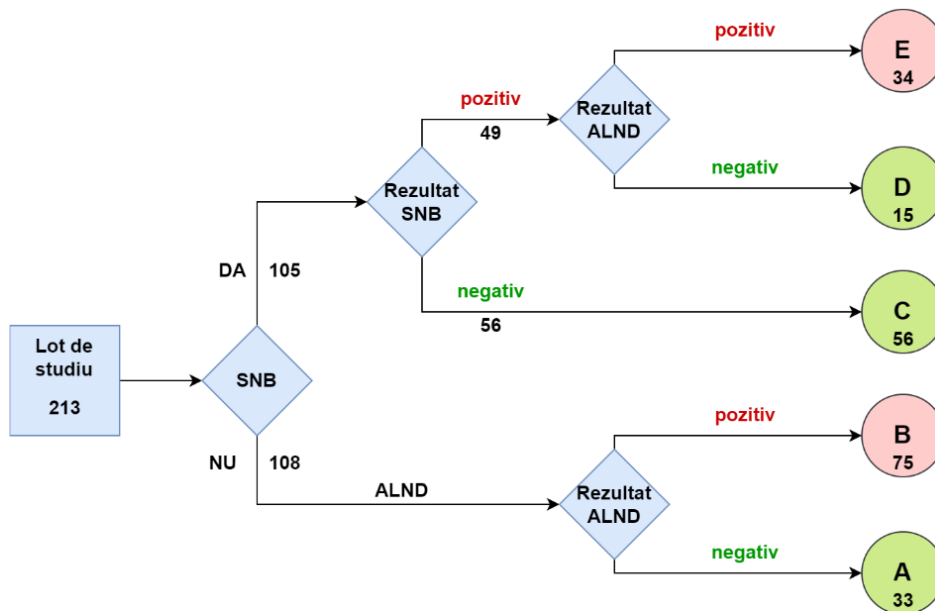 pozitiv
E
34
Rezultat
ALND
pozitiv
49
negativ
D
15
Rezultat
SNB
DA
105
negativ
56
C
56
Lot de
studiu
213
SNB
NU
108
ALND
Rezultat
ALND
pozitiv
B
75
negativ
A
33